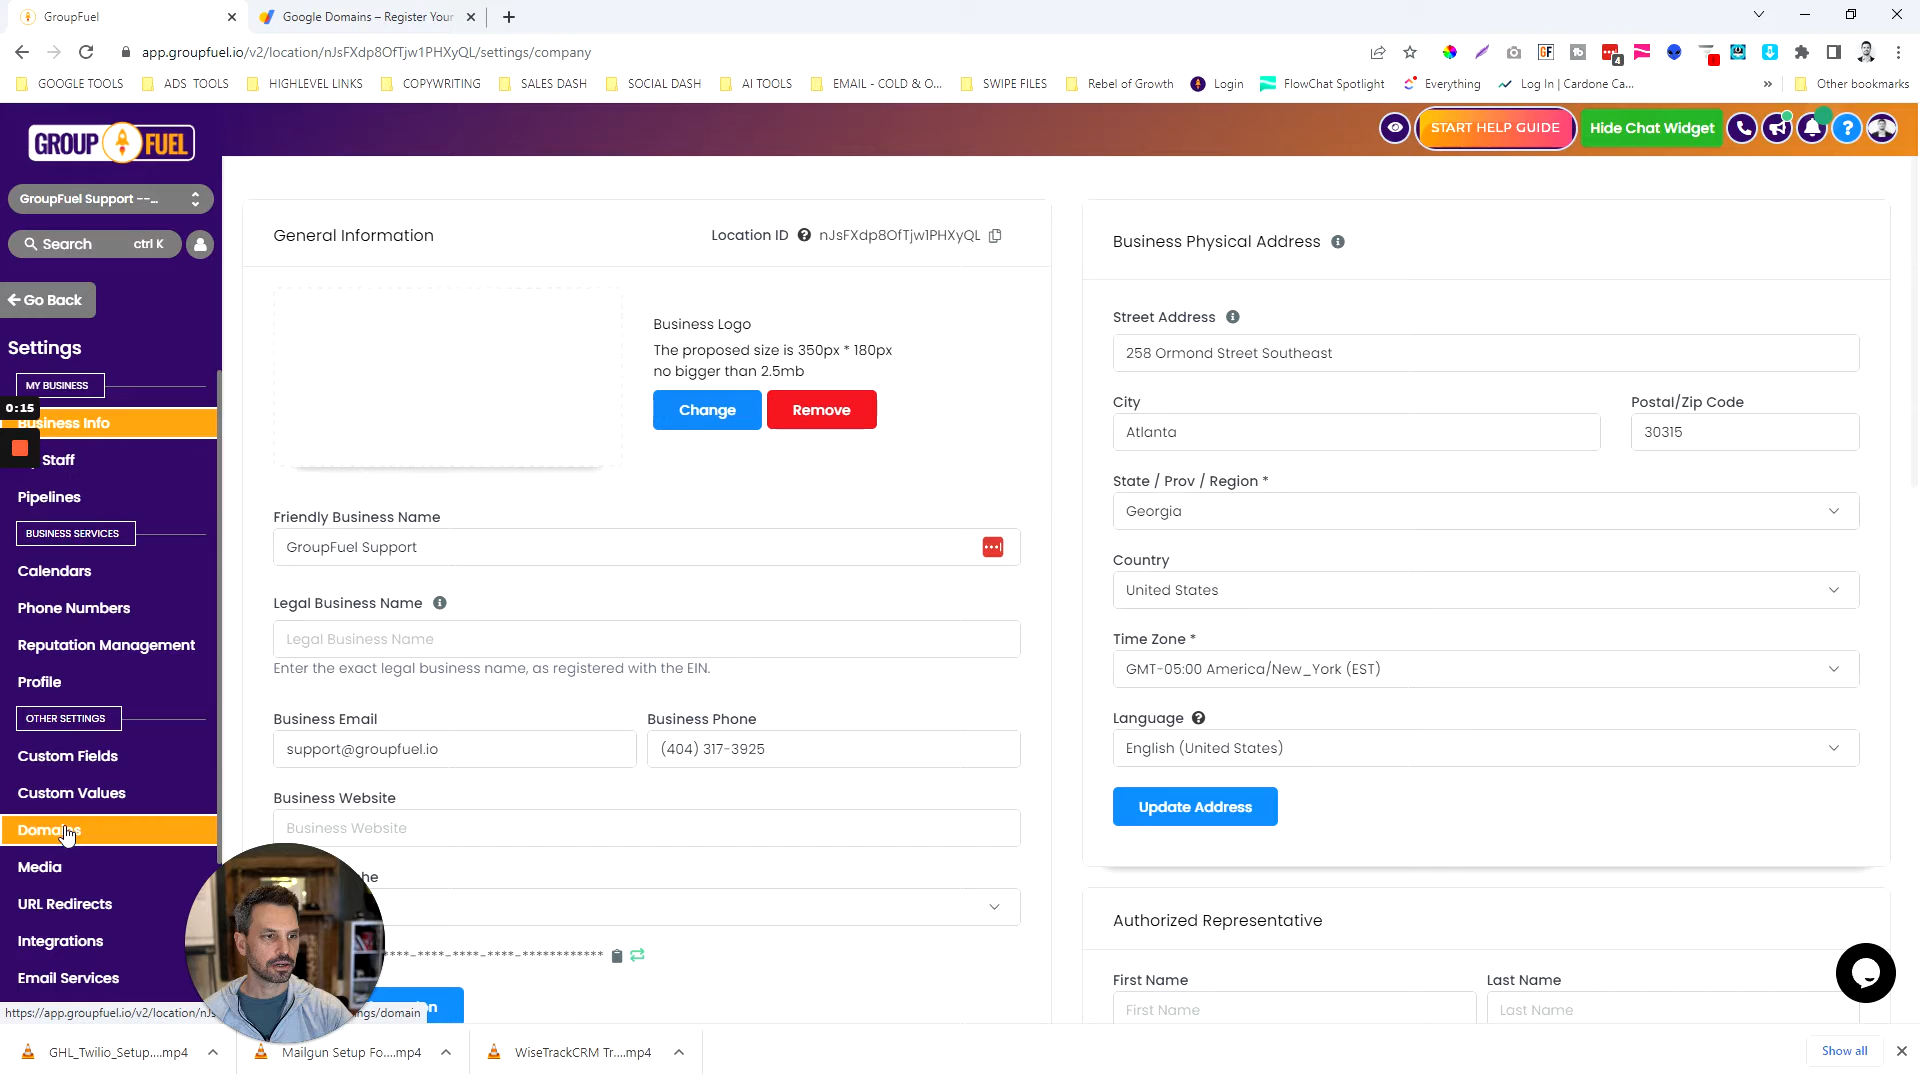 GroupFuel
Google Domains – Register Your
app.groupfuel.io/v2/location/nJsFXdp8OfTjw1PHXyQL/settings/company
GOOGLE TOOLS
ADS TOOLS
HIGHLEVEL LINKS
COPYWRITING
SALES DASH
SOCIAL DASH
AI TOOLS
EMAIL - COLD & O...
SWIPE FILES
Rebel of Growth
Login
FlowChat Spotlight
Everything
Log In | Cardone Ca...
Other bookmarks
GROUP FUEL
START HELP GUIDE
Hide Chat Widget
GroupFuel Support --...
Search ctrl K
Go Back
Settings
MY BUSINESS
0:15
Business Info
Staff
Pipelines
BUSINESS SERVICES
Calendars
Phone Numbers
Reputation Management
Profile
OTHER SETTINGS
Custom Fields
Custom Values
Domains
Media
URL Redirects
Integrations
Email Services
General Information
Location ID nJsFXdp8OfTjw1PHXyQL
Business Logo
The proposed size is 350px * 180px
no bigger than 2.5mb
Change
Remove
Friendly Business Name
GroupFuel Support
Legal Business Name
Legal Business Name
Enter the exact legal business name, as registered with the EIN.
Business Email
Business Phone
support@groupfuel.io
(404) 317-3925
Business Website
Business Website
****-****-****-****-************
Business Physical Address
Street Address
258 Ormond Street Southeast
City
Postal/Zip Code
Atlanta
30315
State / Prov / Region *
Georgia
Country
United States
Time Zone *
GMT-05:00 America/New_York (EST)
Language
English (United States)
Update Address
Authorized Representative
First Name
Last Name
First Name
Last Name
https://app.groupfuel.io/v2/location/nJs
ngs/domain
GHL_Twilio_Setup....mp4
Mailgun Setup Fo....mp4
WiseTrackCRM Tr....mp4
Show all